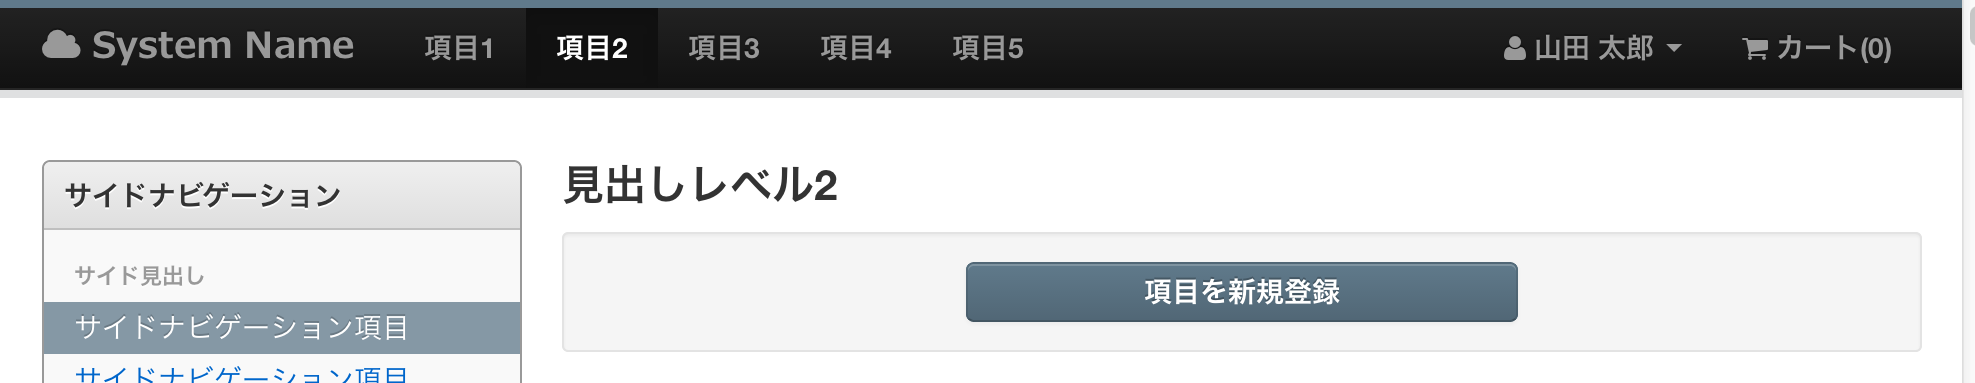 System Name 項目1 項目2 項目3 項目4 項目5 山田 太郎 カート(0)
サイドナビゲーション
サイド見出し
サイドナビゲーション項目
サイドナビゲーション項目
見出しレベル2
項目を新規登録